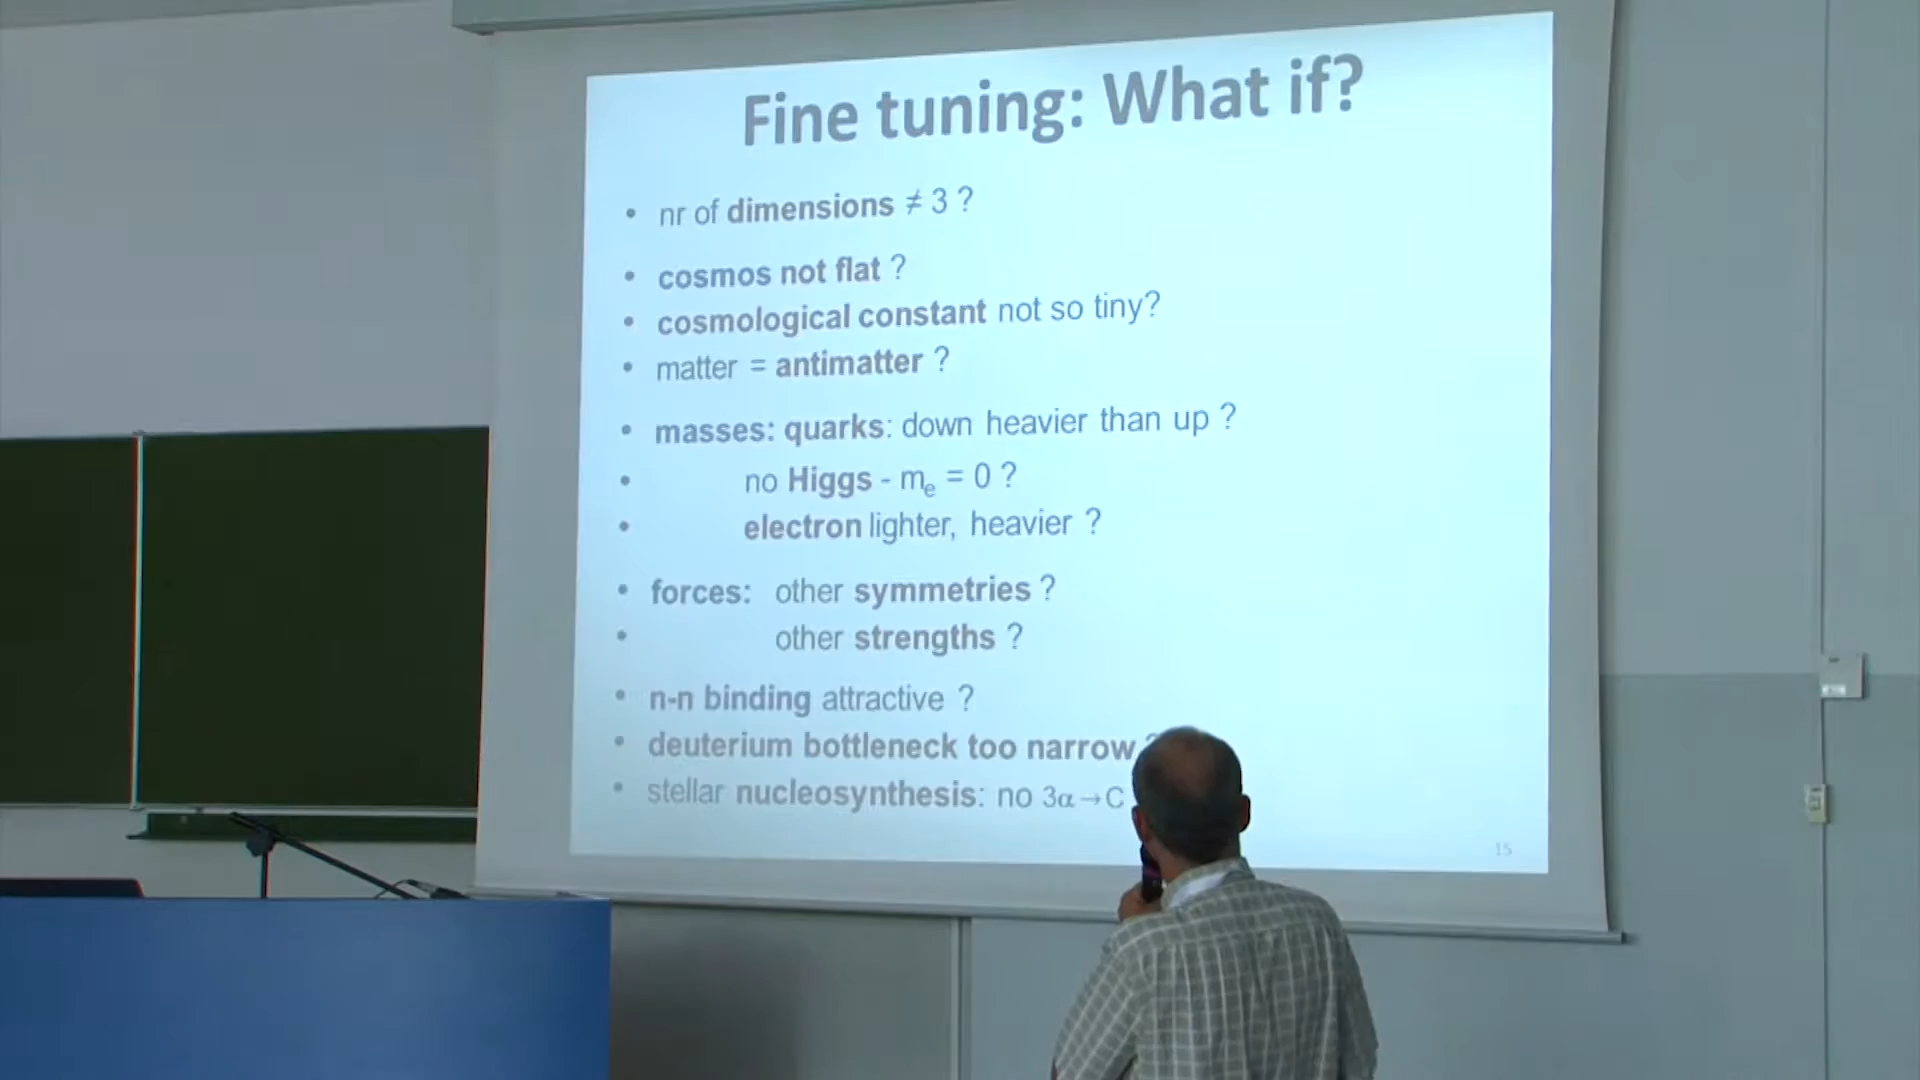 Fine tuning: What if?
• nr of dimensions ≠ 3 ?
• cosmos not flat ?
• cosmological constant not so tiny?
• matter = antimatter ?
• masses: quarks: down heavier than up ?
• no Higgs - mₑ = 0 ?
• electron lighter, heavier ?
• forces: other symmetries ?
• other strengths ?
• n-n binding attractive ?
• deuterium bottleneck too narrow ?
• stellar nucleosynthesis: no 3α→C
15